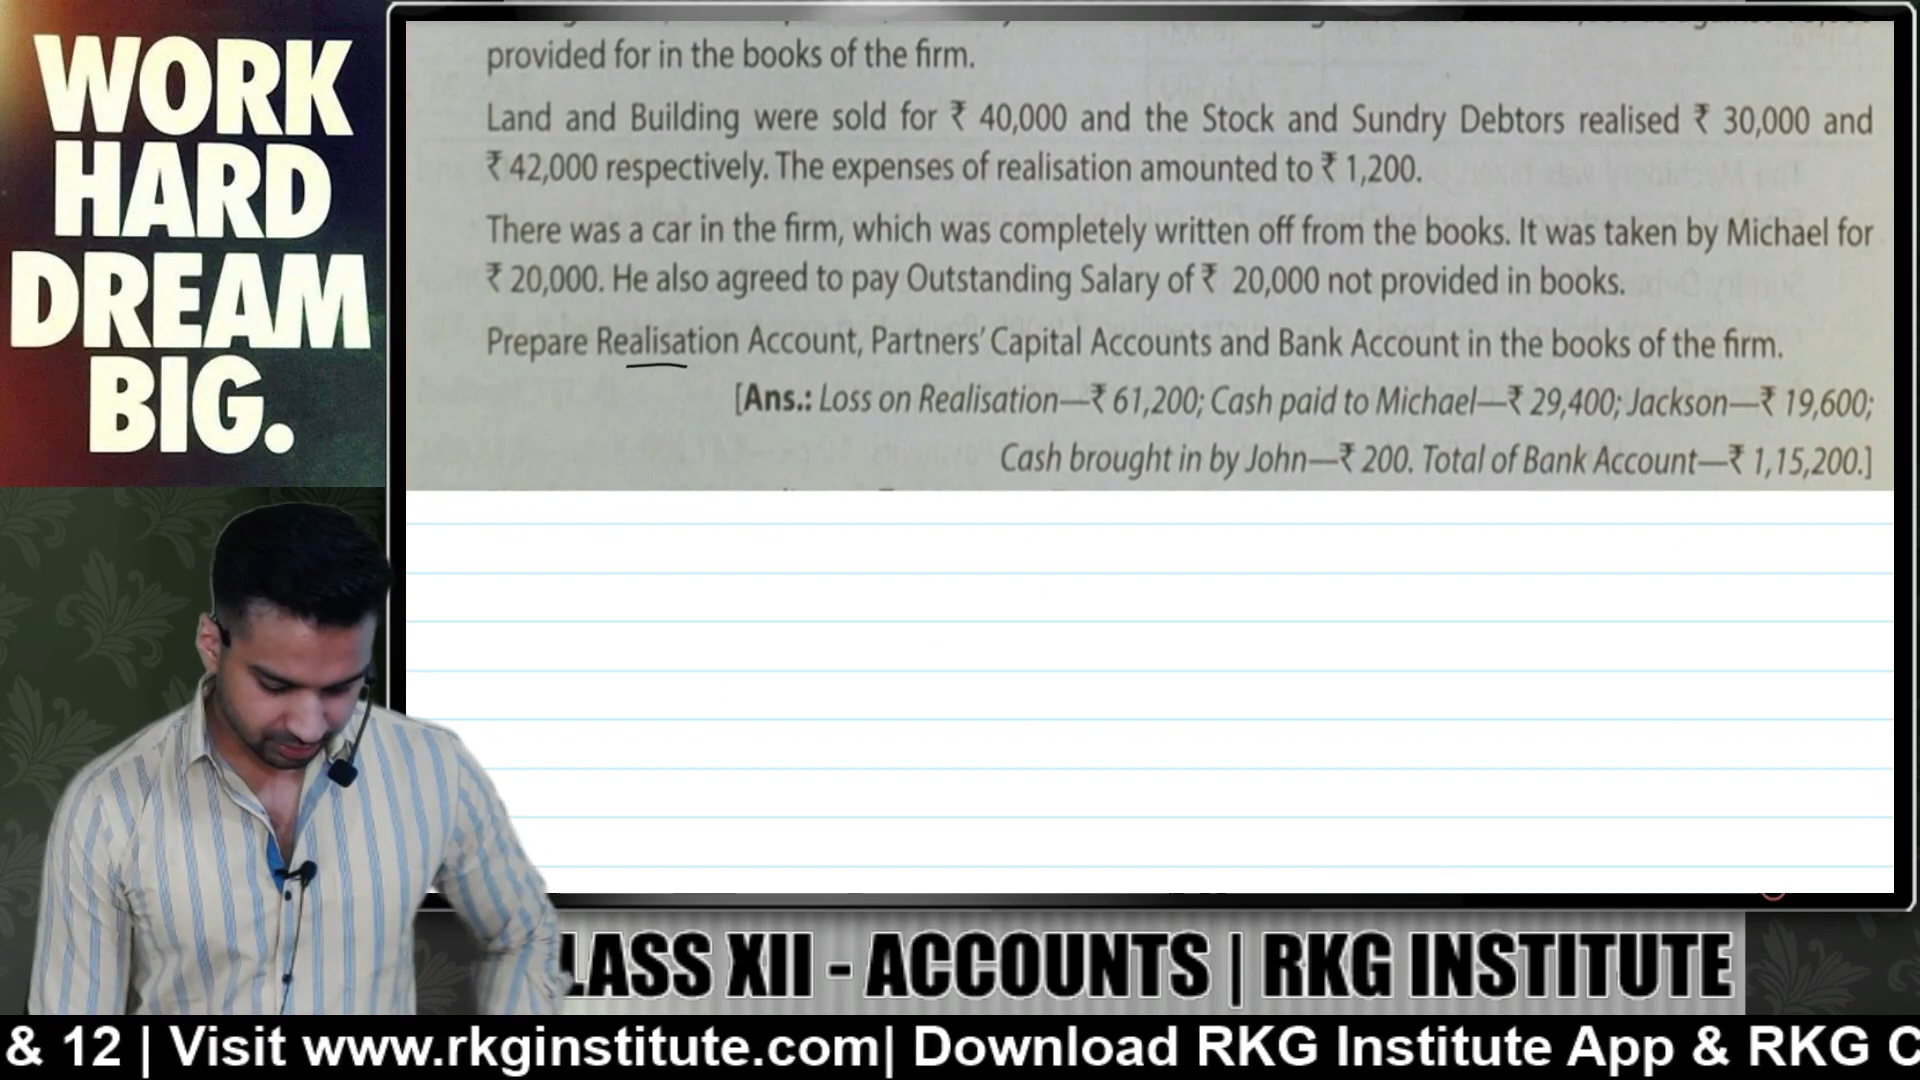 WORK
HARD
DREAM
BIG.
provided for in the books of the firm.
Land and Building were sold for ₹ 40,000 and the Stock and Sundry Debtors realised ₹ 30,000 and
₹ 42,000 respectively. The expenses of realisation amounted to ₹ 1,200.
There was a car in the firm, which was completely written off from the books. It was taken by Michael for
₹ 20,000. He also agreed to pay Outstanding Salary of ₹ 20,000 not provided in books.
Prepare Realisation Account, Partners' Capital Accounts and Bank Account in the books of the firm.
[Ans.: Loss on Realisation—₹ 61,200; Cash paid to Michael—₹ 29,400; Jackson—₹ 19,600;
Cash brought in by John—₹ 200. Total of Bank Account—₹ 1,15,200.]
LASS XII - ACCOUNTS | RKG INSTITUTE
& 12 | Visit www.rkginstitute.com| Download RKG Institute App & RKG C